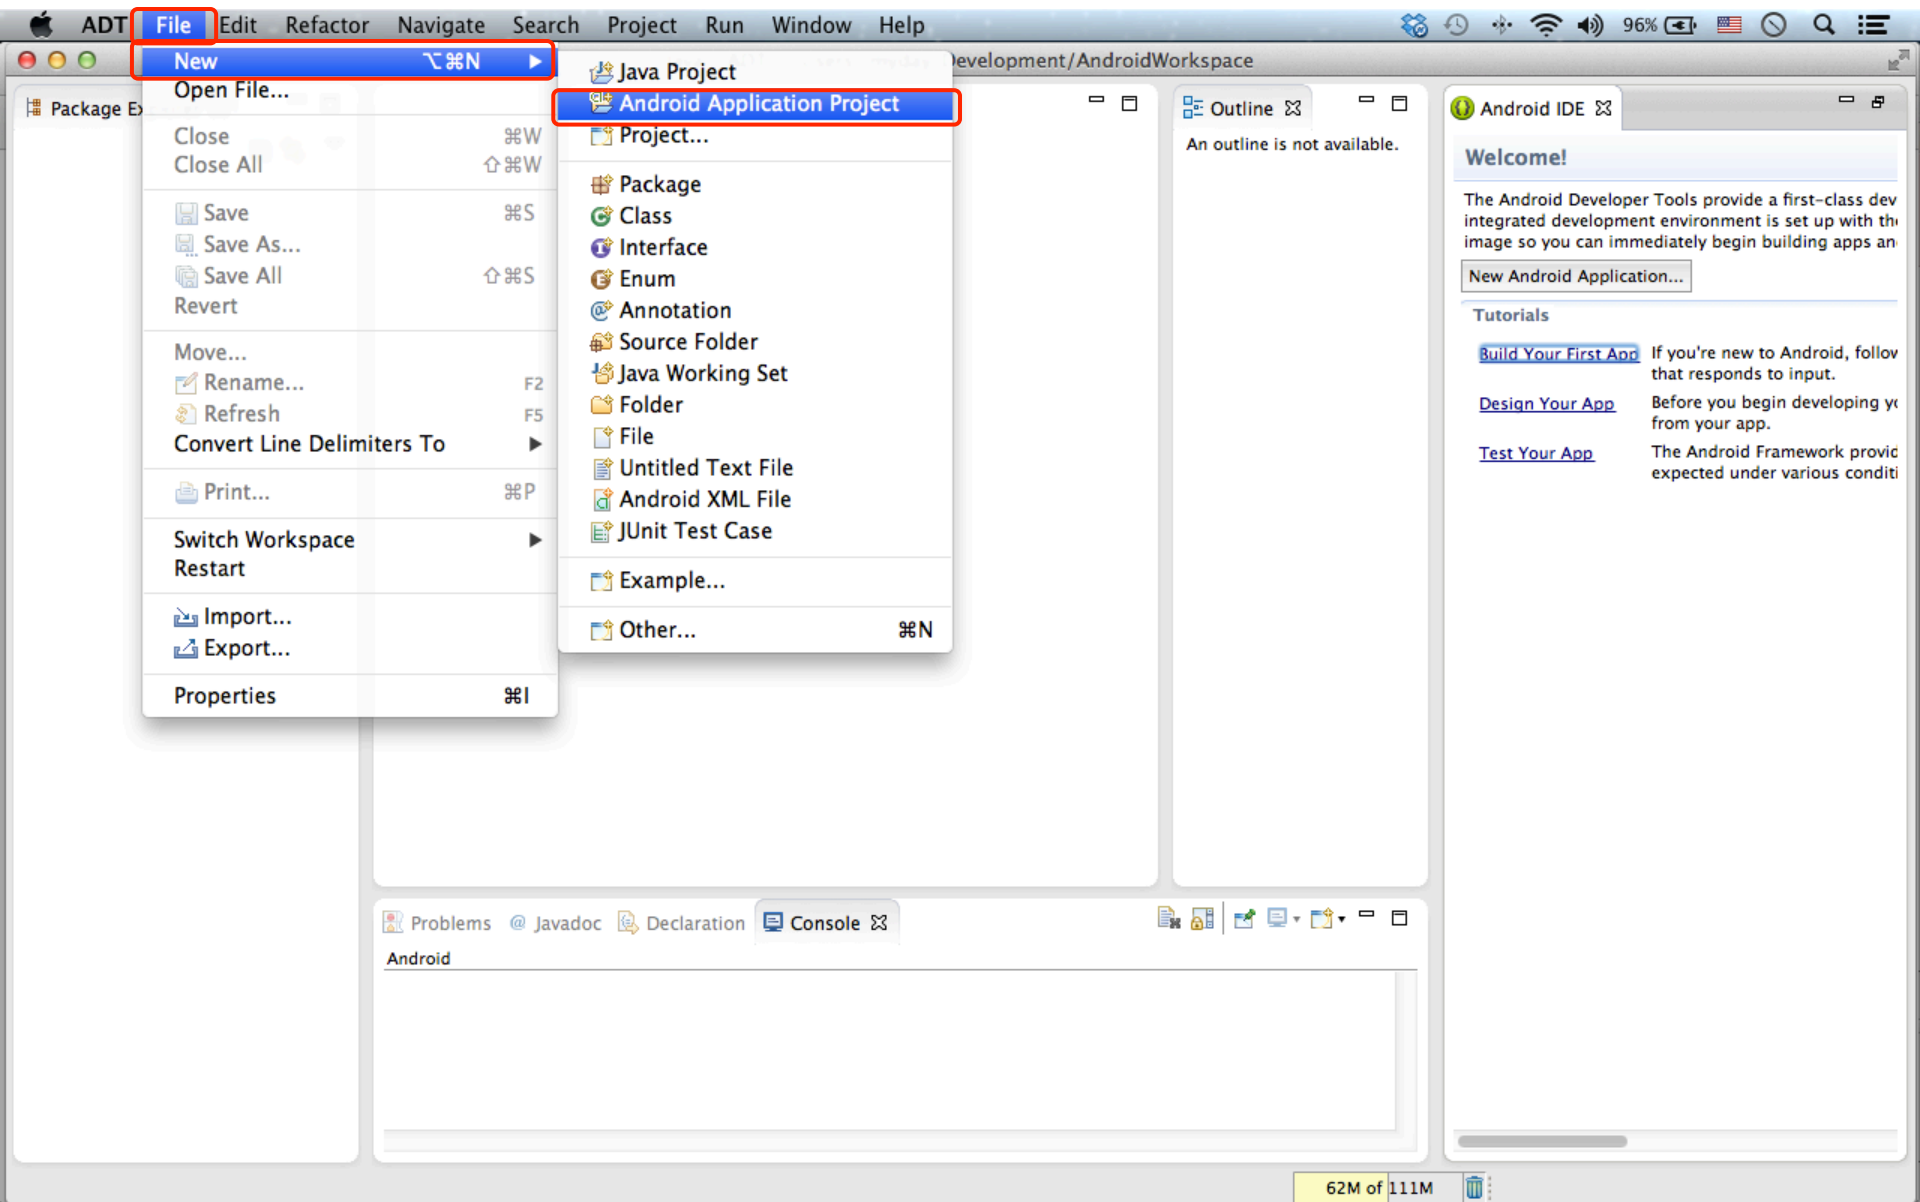 ADT File Edit Refactor Navigate Search Project Run Window Help 96%
evelopment/AndroidWorkspace
New ⌥⌘N ▶
Open File...
Close ⌘W
Close All ⇧⌘W
Save ⌘S
Save As...
Save All ⇧⌘S
Revert
Move...
Rename... F2
Refresh F5
Convert Line Delimiters To ▶
Print... ⌘P
Switch Workspace ▶
Restart
Import...
Export...
Properties ⌘I
Java Project
Android Application Project
Project...
Package
Class
Interface
Enum
Annotation
Source Folder
Java Working Set
Folder
File
Untitled Text File
Android XML File
JUnit Test Case
Example...
Other... ⌘N
Package Ex
Outline
An outline is not available.
Android IDE
Welcome!
The Android Developer Tools provide a first-class dev
integrated development environment is set up with the
image so you can immediately begin building apps an
New Android Application...
Tutorials
Build Your First App If you're new to Android, follow
that responds to input.
Design Your App Before you begin developing yo
from your app.
Test Your App The Android Framework provid
expected under various conditi
Problems @ Javadoc Declaration Console
Android
62M of 111M